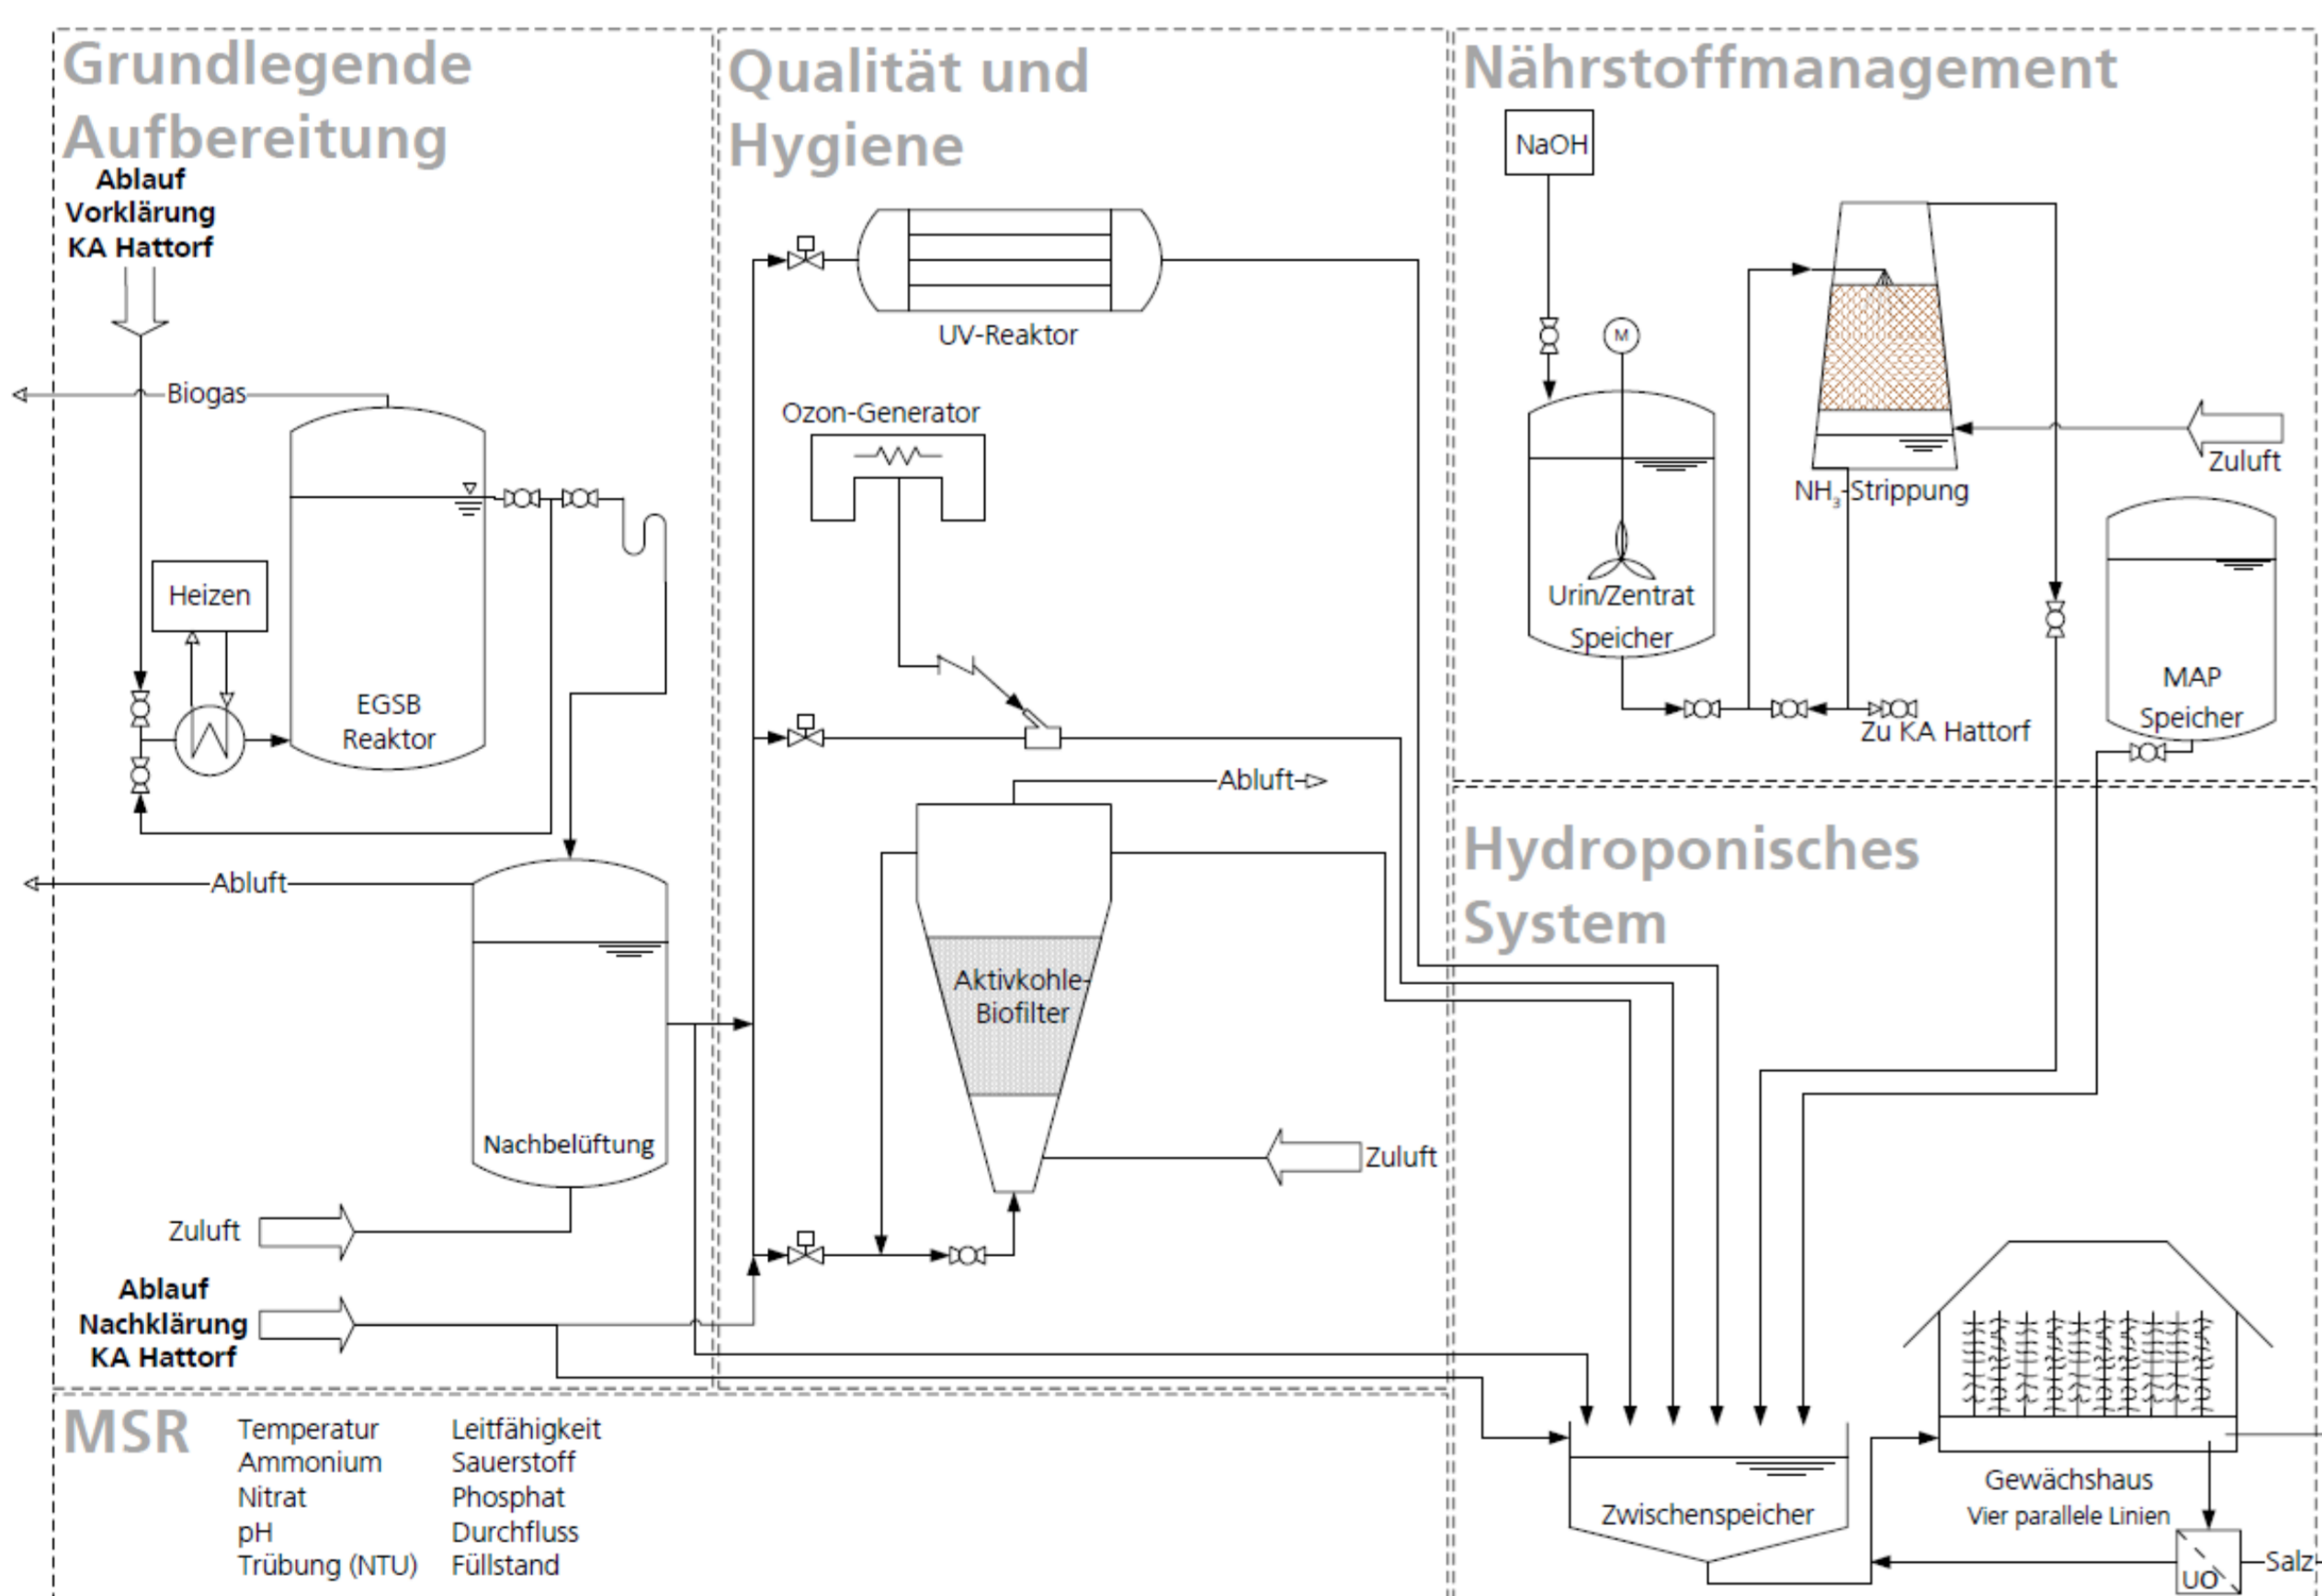 Grundlegende
Aufbereitung
Ablauf
Vorklärung
KA Hattorf
Biogas
Heizen
EGSB
Reaktor
Abluft
Nachbelüftung
Zuluft
Ablauf
Nachklärung
KA Hattorf
Qualität und
Hygiene
UV-Reaktor
Ozon-Generator
Abluft
Aktivkohle-
Biofilter
Zuluft
Nährstoffmanagement
NaOH
M
Urin/Zentrat
Speicher
NH₃-Strippung
Zuluft
Zu KA Hattorf
MAP
Speicher
Hydroponisches
System
Zwischenspeicher
Gewächshaus
Vier parallele Linien
UO
Salz
MSR
Temperatur
Ammonium
Nitrat
pH
Trübung (NTU)
Leitfähigkeit
Sauerstoff
Phosphat
Durchfluss
Füllstand